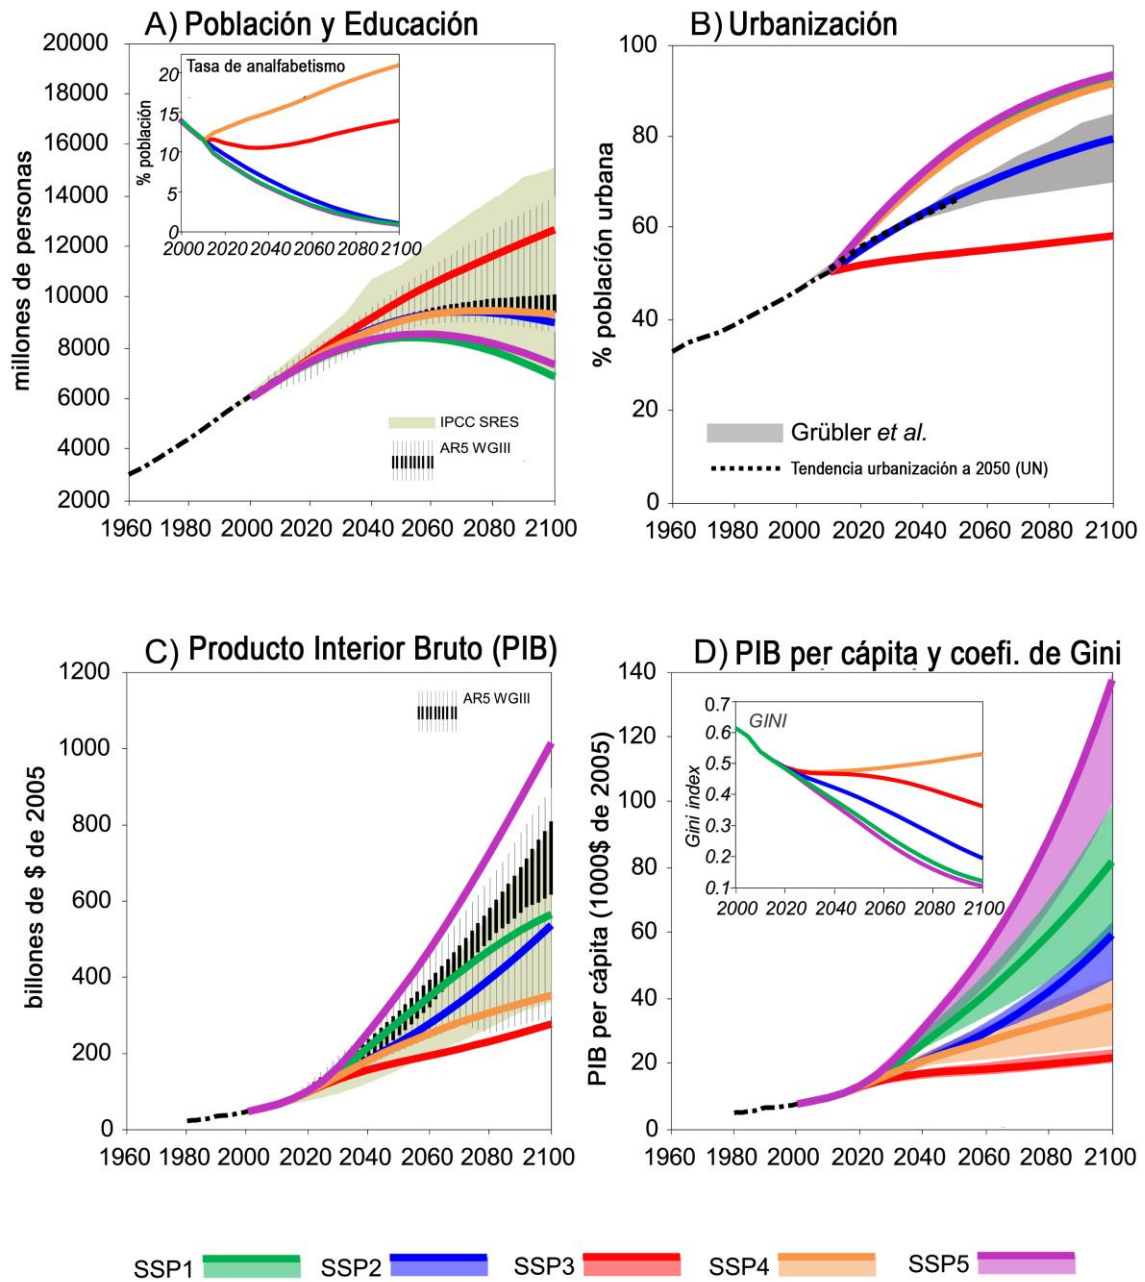 A) Población y Educación
20000
18000
16000
14000
12000
10000
8000
6000
4000
2000
millones de personas
1960 1980 2000 2020 2040 2060 2080 2100
Tasa de analfabetismo
20
15
10
5
0
% población
2000 2020 2040 2060 2100
IPCC SRES
AR5 WGIII
B) Urbanización
100
80
60
40
20
0
% población urbana
1960 1980 2000 2020 2040 2060 2080 2100
Grübler et al.
Tendencia urbanización a 2050 (UN)
C) Producto Interior Bruto (PIB)
1200
1000
800
600
400
200
0
billones de $ de 2005
1960 1980 2000 2020 2040 2060 2080 2100
AR5 WGIII
D) PIB per cápita y coefi. de Gini
140
120
100
80
60
40
20
0
PIB per cápita (1000$ de 2005)
1960 1980 2000 2020 2040 2060 2080 2100
GINI
0.7
0.6
0.5
0.4
0.3
0.2
0.1
Gini index
2000 2020 2040 2060 2080 2100
SSP1 SSP2 SSP3 SSP4 SSP5